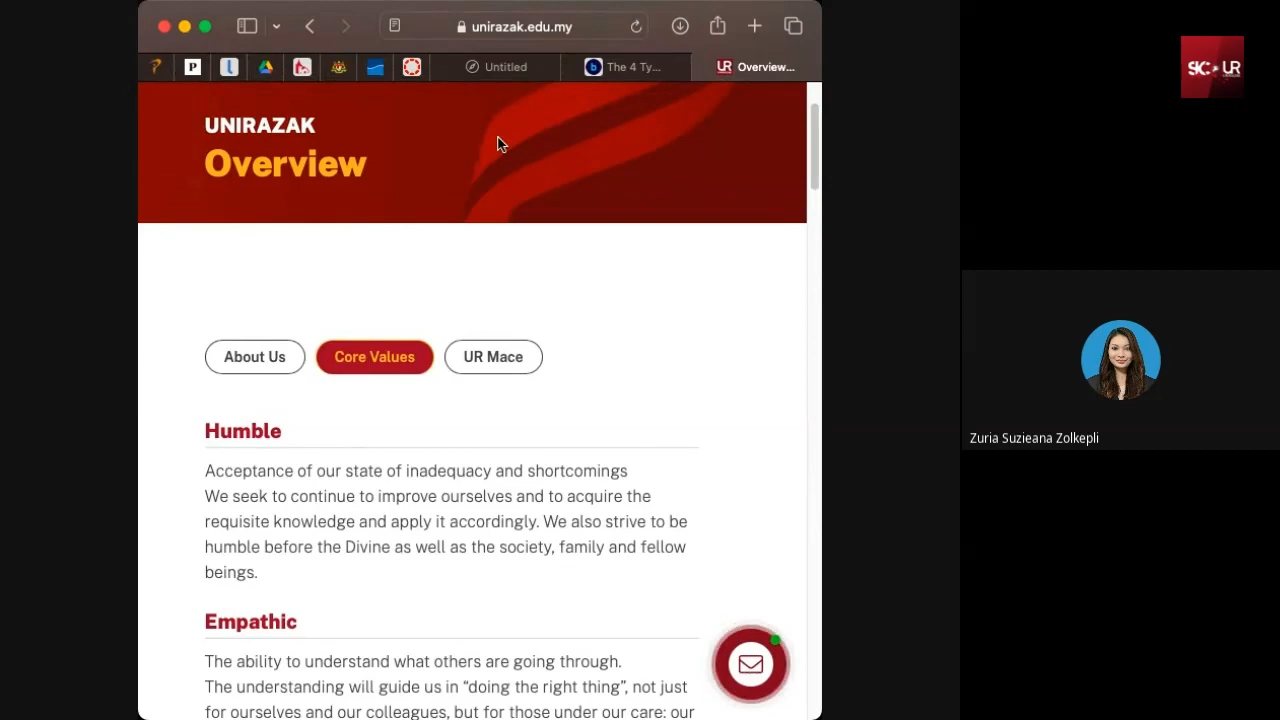 unirazak.edu.my
P
Untitled
b
The 4 Ty...
UR
Overview...
UNIRAZAK
Overview
About Us
Core Values
UR Mace
Humble
Acceptance of our state of inadequacy and shortcomings
We seek to continue to improve ourselves and to acquire the
requisite knowledge and apply it accordingly. We also strive to be
humble before the Divine as well as the society, family and fellow
beings.
Empathic
The ability to understand what others are going through.
The understanding will guide us in “doing the right thing”, not just
for ourselves and our colleagues, but for those under our care: our
UR
Zuria Suzieana Zolkepli